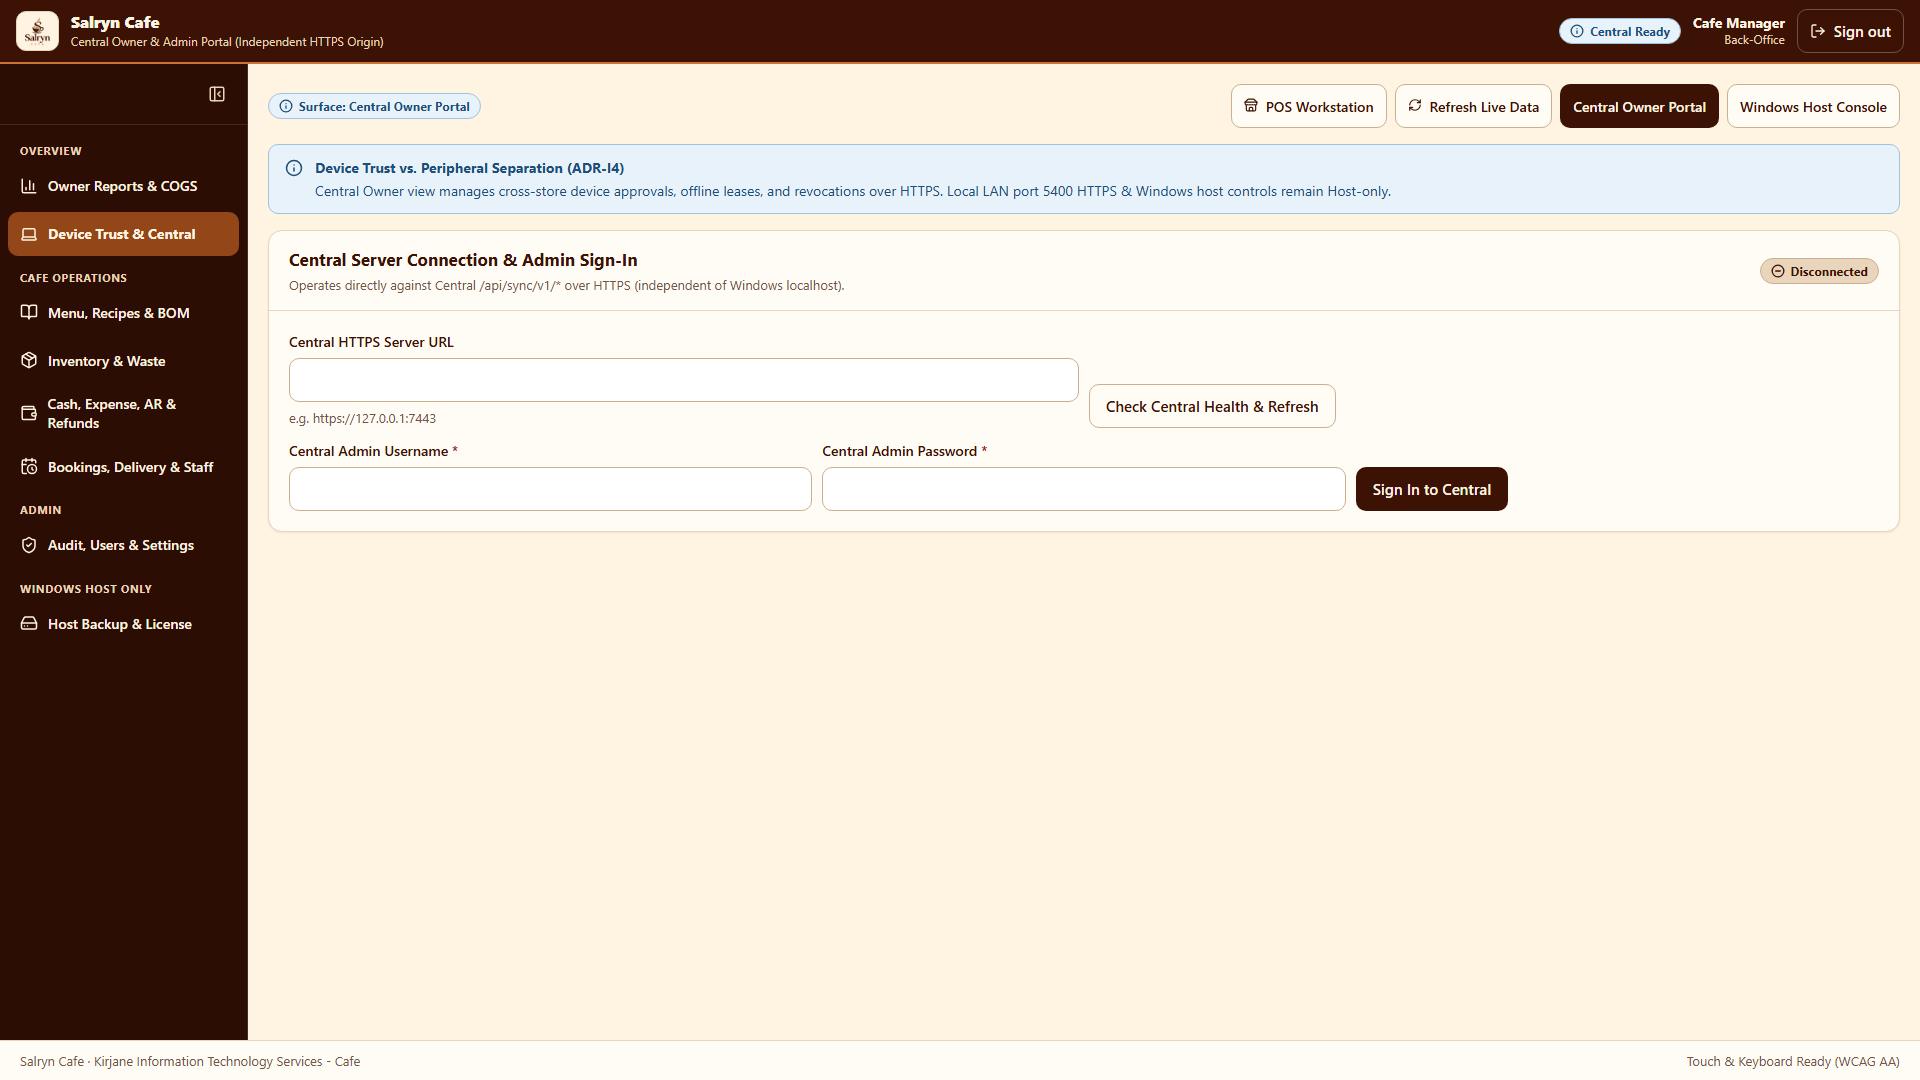 Salryn
Salryn Cafe
Central Owner & Admin Portal (Independent HTTPS Origin)
Central Ready
Cafe Manager
Back-Office
Sign out
OVERVIEW
Owner Reports & COGS
Device Trust & Central
CAFE OPERATIONS
Menu, Recipes & BOM
Inventory & Waste
Cash, Expense, AR &
Refunds
Bookings, Delivery & Staff
ADMIN
Audit, Users & Settings
WINDOWS HOST ONLY
Host Backup & License
Surface: Central Owner Portal
POS Workstation
Refresh Live Data
Central Owner Portal
Windows Host Console
Device Trust vs. Peripheral Separation (ADR-I4)
Central Owner view manages cross-store device approvals, offline leases, and revocations over HTTPS. Local LAN port 5400 HTTPS & Windows host controls remain Host-only.
Central Server Connection & Admin Sign-In
Operates directly against Central /api/sync/v1/* over HTTPS (independent of Windows localhost).
Disconnected
Central HTTPS Server URL
e.g. https://127.0.0.1:7443
Check Central Health & Refresh
Central Admin Username *
Central Admin Password *
Sign In to Central
Salryn Cafe · Kirjane Information Technology Services - Cafe
Touch & Keyboard Ready (WCAG AA)